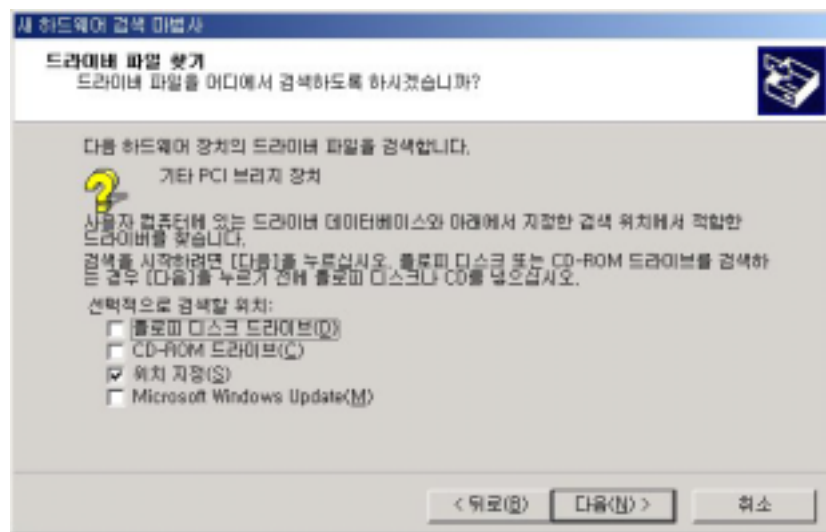 새 하드웨어 검색 마법사
드라이버 파일 찾기
드라이버 파일을 어디에서 검색하도록 하시겠습니까?
다음 하드웨어 장치의 드라이버 파일을 검색합니다.
기타 PCI 브리지 장치
사용자 컴퓨터에 있는 드라이버 데이터베이스와 아래에서 지정한 검색 위치에서 적합한
드라이버를 찾습니다.
검색을 시작하려면 [다음]을 누르십시오. 플로피 디스크 또는 CD-ROM 드라이브를 검색하
는 경우 [다음]을 누르기 전에 플로피 디스크나 CD를 넣으십시오.
선택적으로 검색할 위치:
플로피 디스크 드라이브(D)
CD-ROM 드라이브(C)
위치 지정(S)
Microsoft Windows Update(M)
< 뒤로(B) 다음(N) > 취소